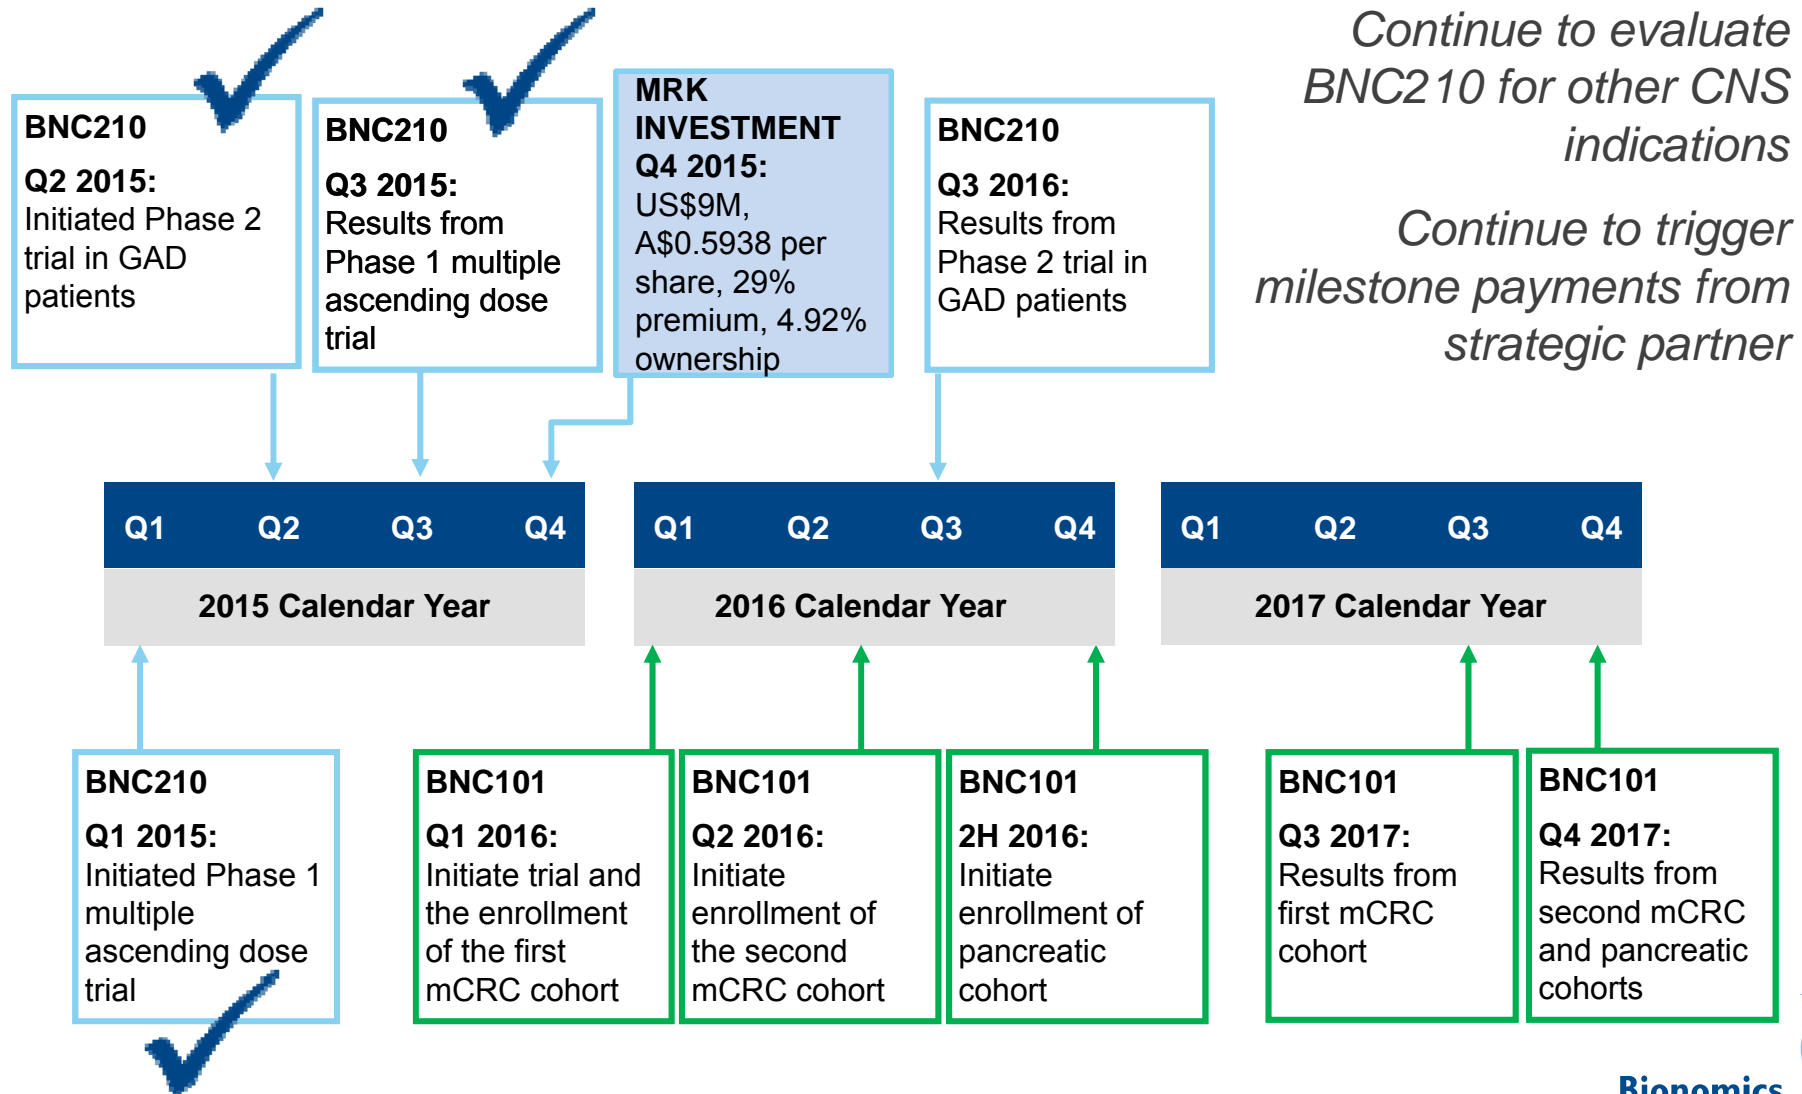 Continue to evaluate
BNC210 for other CNS
indications
Continue to trigger
milestone payments from
strategic partner
BNC210
Q2 2015:
Initiated Phase 2
trial in GAD
patients
BNC210
Q3 2015:
Results from
Phase 1 multiple
ascending dose
trial
MRK
INVESTMENT
Q4 2015:
US$9M,
A$0.5938 per
share, 29%
premium, 4.92%
ownership
BNC210
Q3 2016:
Results from
Phase 2 trial in
GAD patients
Q1 Q2 Q3 Q4
2015 Calendar Year
Q1 Q2 Q3 Q4
2016 Calendar Year
Q1 Q2 Q3 Q4
2017 Calendar Year
BNC210
Q1 2015:
Initiated Phase 1
multiple
ascending dose
trial
BNC101
Q1 2016:
Initiate trial and
the enrollment
of the first
mCRC cohort
BNC101
Q2 2016:
Initiate
enrollment of
the second
mCRC cohort
BNC101
2H 2016:
Initiate
enrollment of
pancreatic
cohort
BNC101
Q3 2017:
Results from
first mCRC
cohort
BNC101
Q4 2017:
Results from
second mCRC
and pancreatic
cohorts
Bionomics